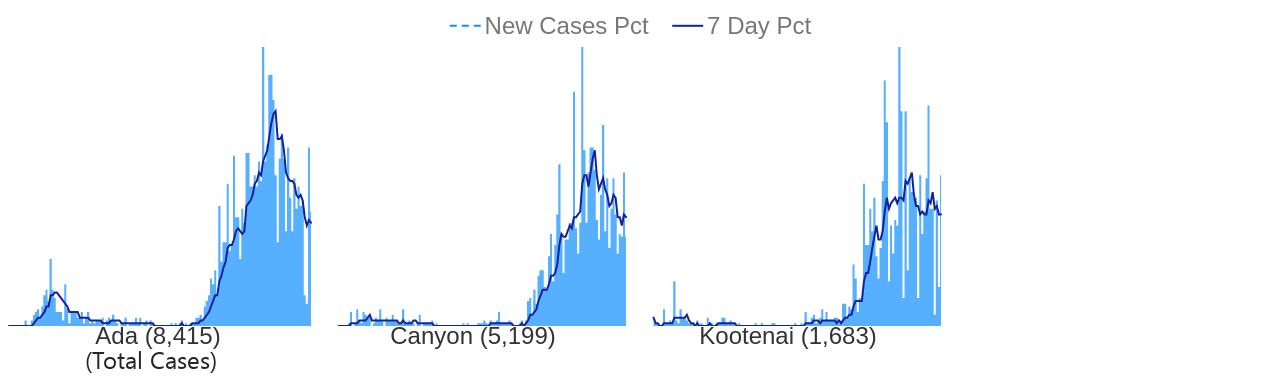 New Cases Pct 7 Day Pct
Ada (8,415) Canyon (5,199) Kootenai (1,683)
(Total Cases)